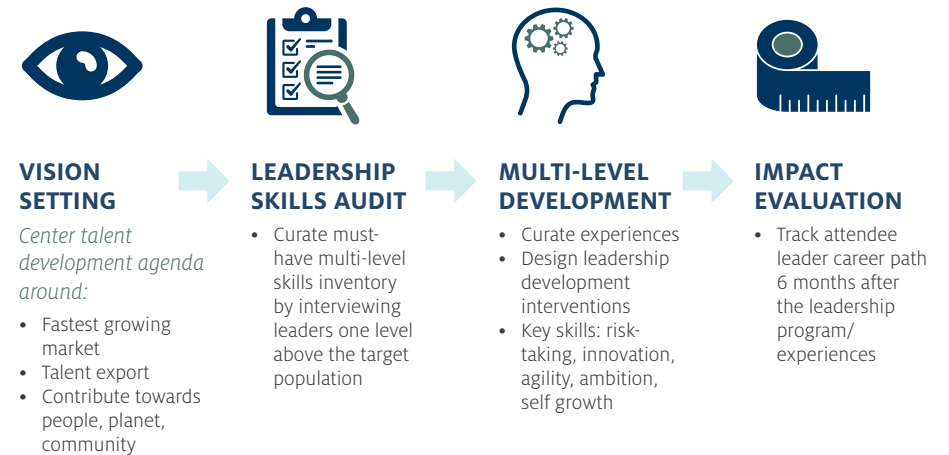 VISION
SETTING
Center talent
development agenda
around:
• Fastest growing
market
• Talent export
• Contribute towards
people, planet,
community
LEADERSHIP
SKILLS AUDIT
• Curate must-
have multi-level
skills inventory
by interviewing
leaders one level
above the target
population
MULTI-LEVEL
DEVELOPMENT
• Curate experiences
• Design leadership
development
interventions
• Key skills: risk-
taking, innovation,
agility, ambition,
self growth
IMPACT
EVALUATION
• Track attendee
leader career path
6 months after
the leadership
program/
experiences